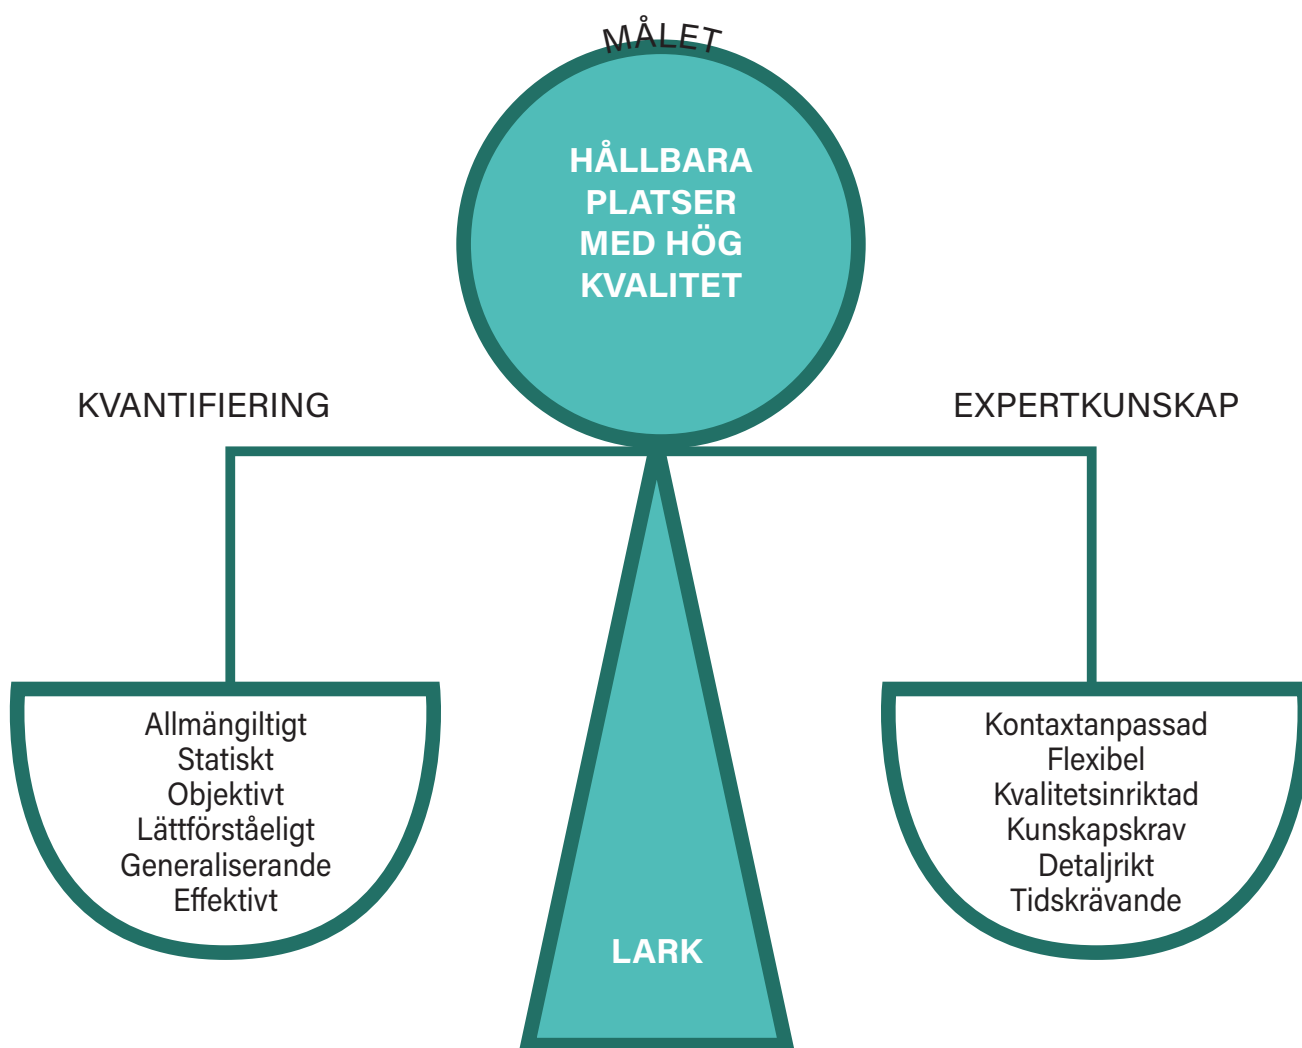 MÅLET
HÅLLBARA
PLATSER
MED HÖG
KVALITET
KVANTIFIERING
EXPERTKUNSKAP
Allmängiltigt
Statiskt
Objektivt
Lättförståeligt
Generaliserande
Effektivt
Kontaxtanpassad
Flexibel
Kvalitetsinriktad
Kunskapskrav
Detaljrikt
Tidskrävande
LARK